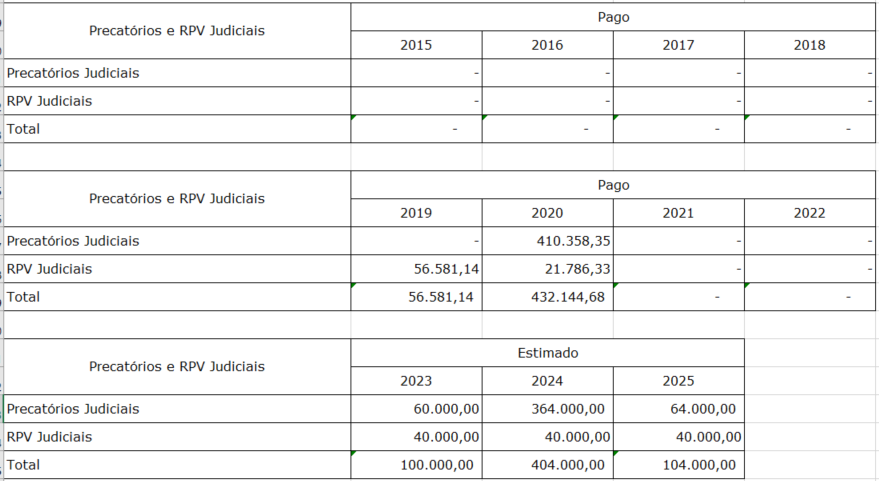 Precatórios e RPV Judiciais Pago
2015 2016 2017 2018
Precatórios Judiciais - - - -
RPV Judiciais - - - -
Total - - - -
Precatórios e RPV Judiciais Pago
2019 2020 2021 2022
Precatórios Judiciais - 410.358,35 - -
RPV Judiciais 56.581,14 21.786,33 - -
Total 56.581,14 432.144,68 - -
Precatórios e RPV Judiciais Estimado
2023 2024 2025
Precatórios Judiciais 60.000,00 364.000,00 64.000,00
RPV Judiciais 40.000,00 40.000,00 40.000,00
Total 100.000,00 404.000,00 104.000,00